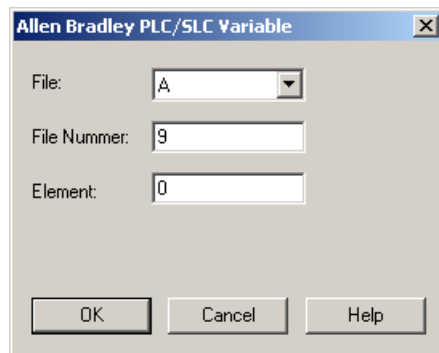 Allen Bradley PLC/SLC Variable
File: A
File Nummer: 9
Element: 0
OK Cancel Help